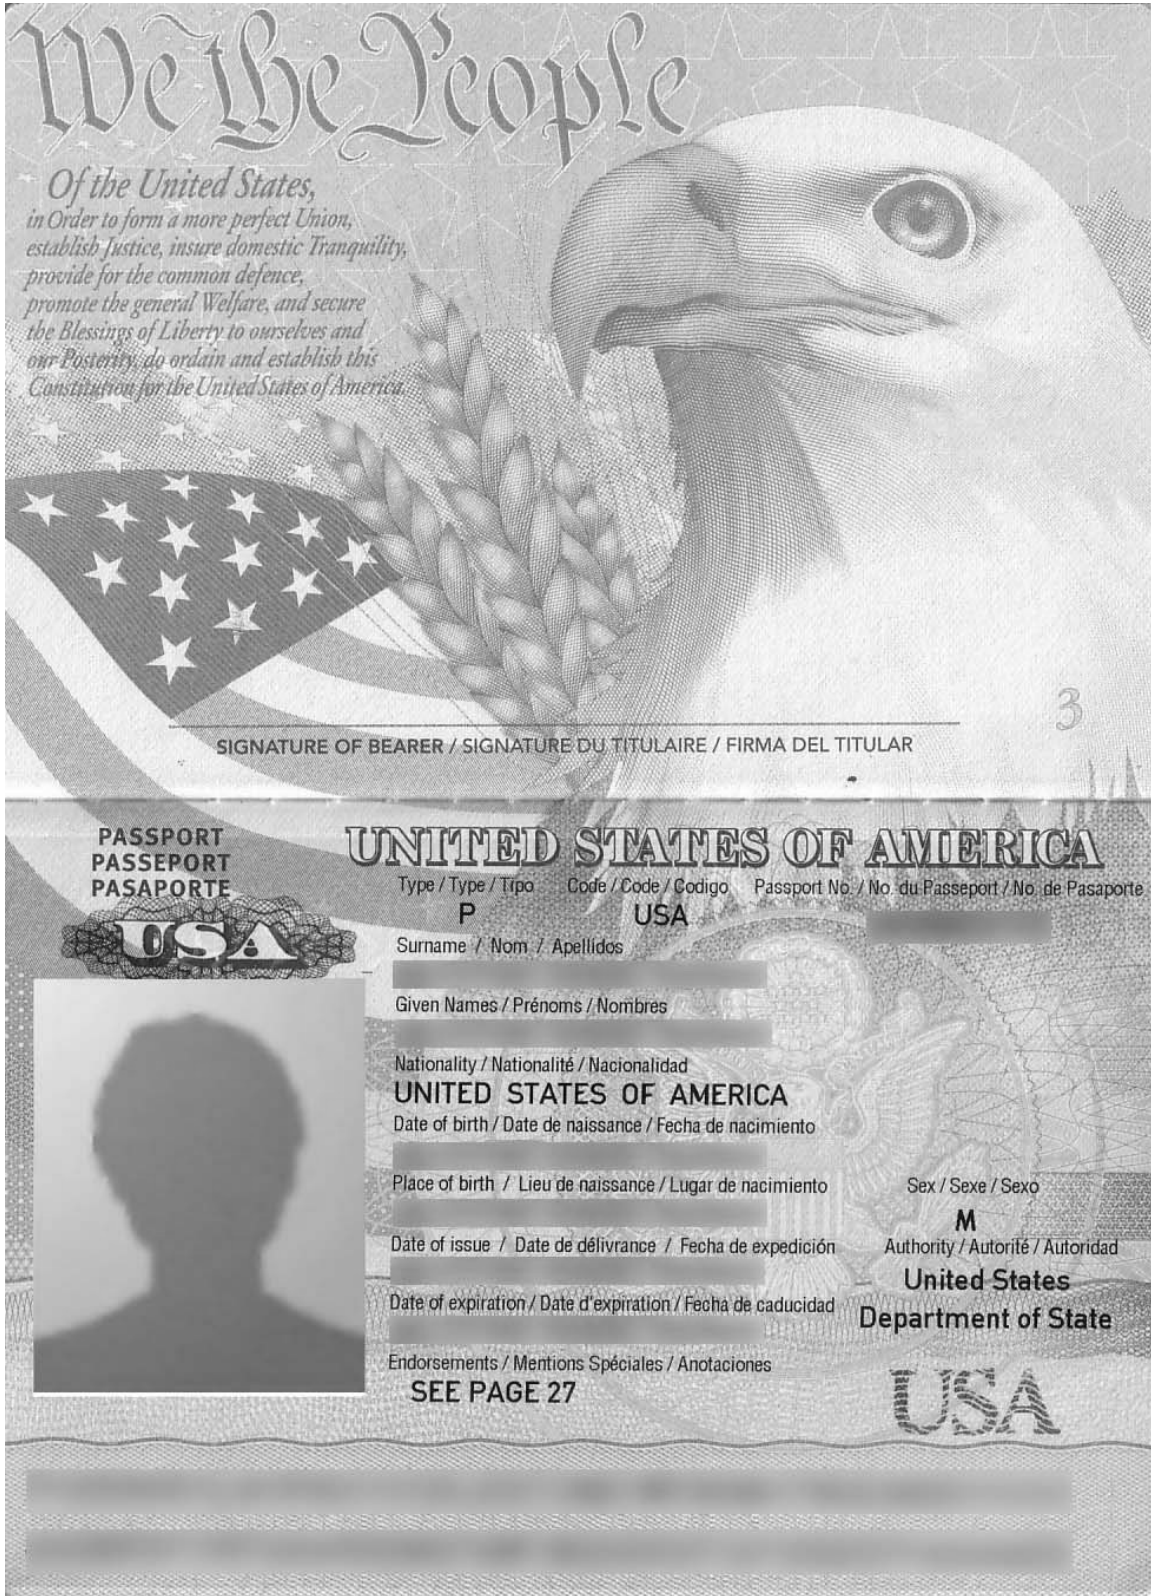 We the People
Of the United States,
in Order to form a more perfect Union,
establish Justice, insure domestic Tranquility,
provide for the common defence,
promote the general Welfare, and secure
the Blessings of Liberty to ourselves and
our Posterity, do ordain and establish this
Constitution for the United States of America.
3
SIGNATURE OF BEARER / SIGNATURE DU TITULAIRE / FIRMA DEL TITULAR
PASSPORT
PASSEPORT
PASAPORTE
USA
UNITED STATES OF AMERICA
Type / Type / Tipo Code / Code / Codigo Passport No. / No. du Passeport / No. de Pasaporte
P USA
Surname / Nom / Apellidos
Given Names / Prénoms / Nombres
Nationality / Nationalité / Nacionalidad
UNITED STATES OF AMERICA
Date of birth / Date de naissance / Fecha de nacimiento
Place of birth / Lieu de naissance / Lugar de nacimiento Sex / Sexe / Sexo
M
Date of issue / Date de délivrance / Fecha de expedición Authority / Autorité / Autoridad
United States
Date of expiration / Date d'expiration / Fecha de caducidad Department of State
Endorsements / Mentions Spéciales / Anotaciones
SEE PAGE 27
USA